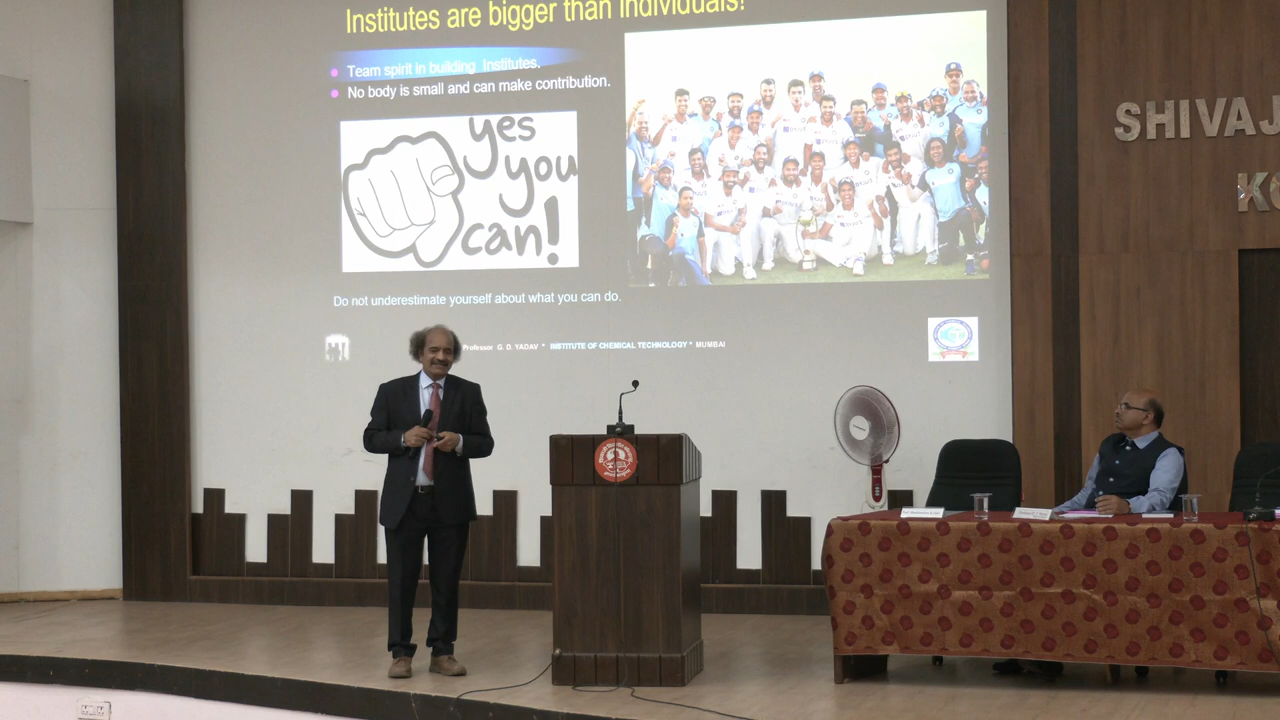 Institutes are bigger than individuals!
Team spirit in building Institutes.
No body is small and can make contribution.
yes
you
can!
Do not underestimate yourself about what you can do.
Professor G. D. YADAV * INSTITUTE OF CHEMICAL TECHNOLOGY * MUMBAI
SHIVAJ
KO